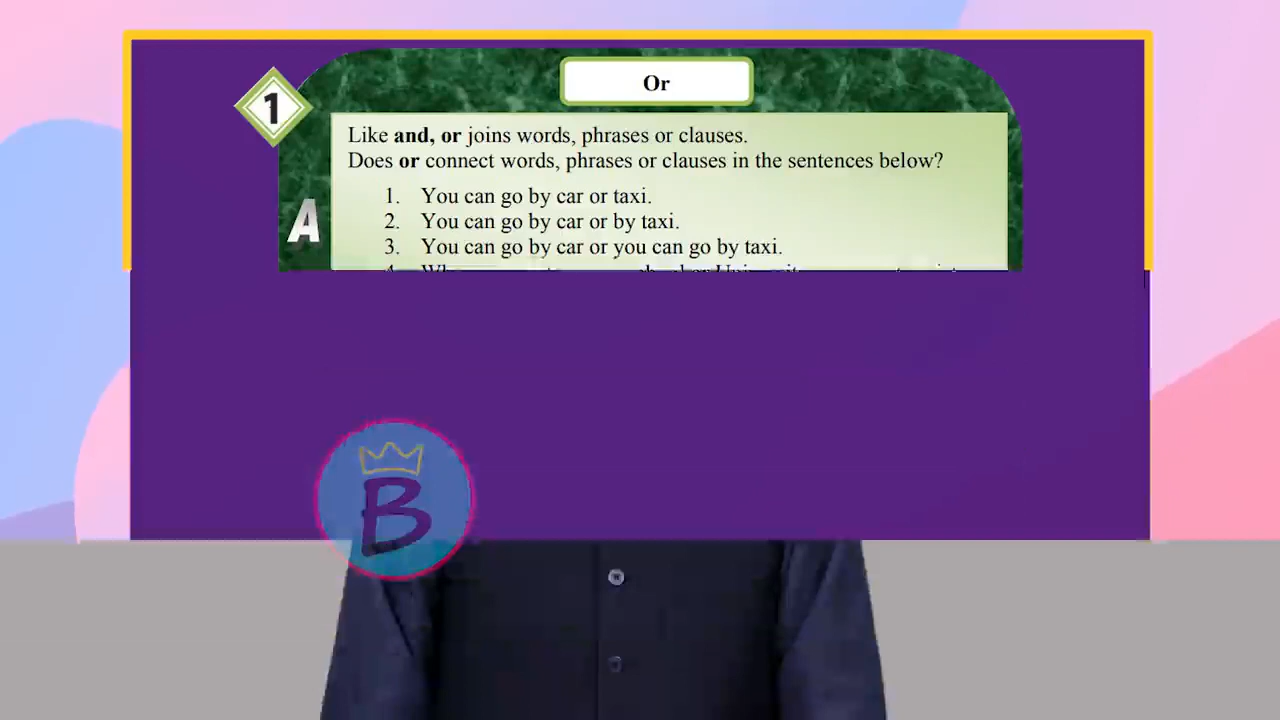 Or
1
Like and, or joins words, phrases or clauses.
Does or connect words, phrases or clauses in the sentences below?
A
1. You can go by car or taxi.
2. You can go by car or by taxi.
3. You can go by car or you can go by taxi.
B